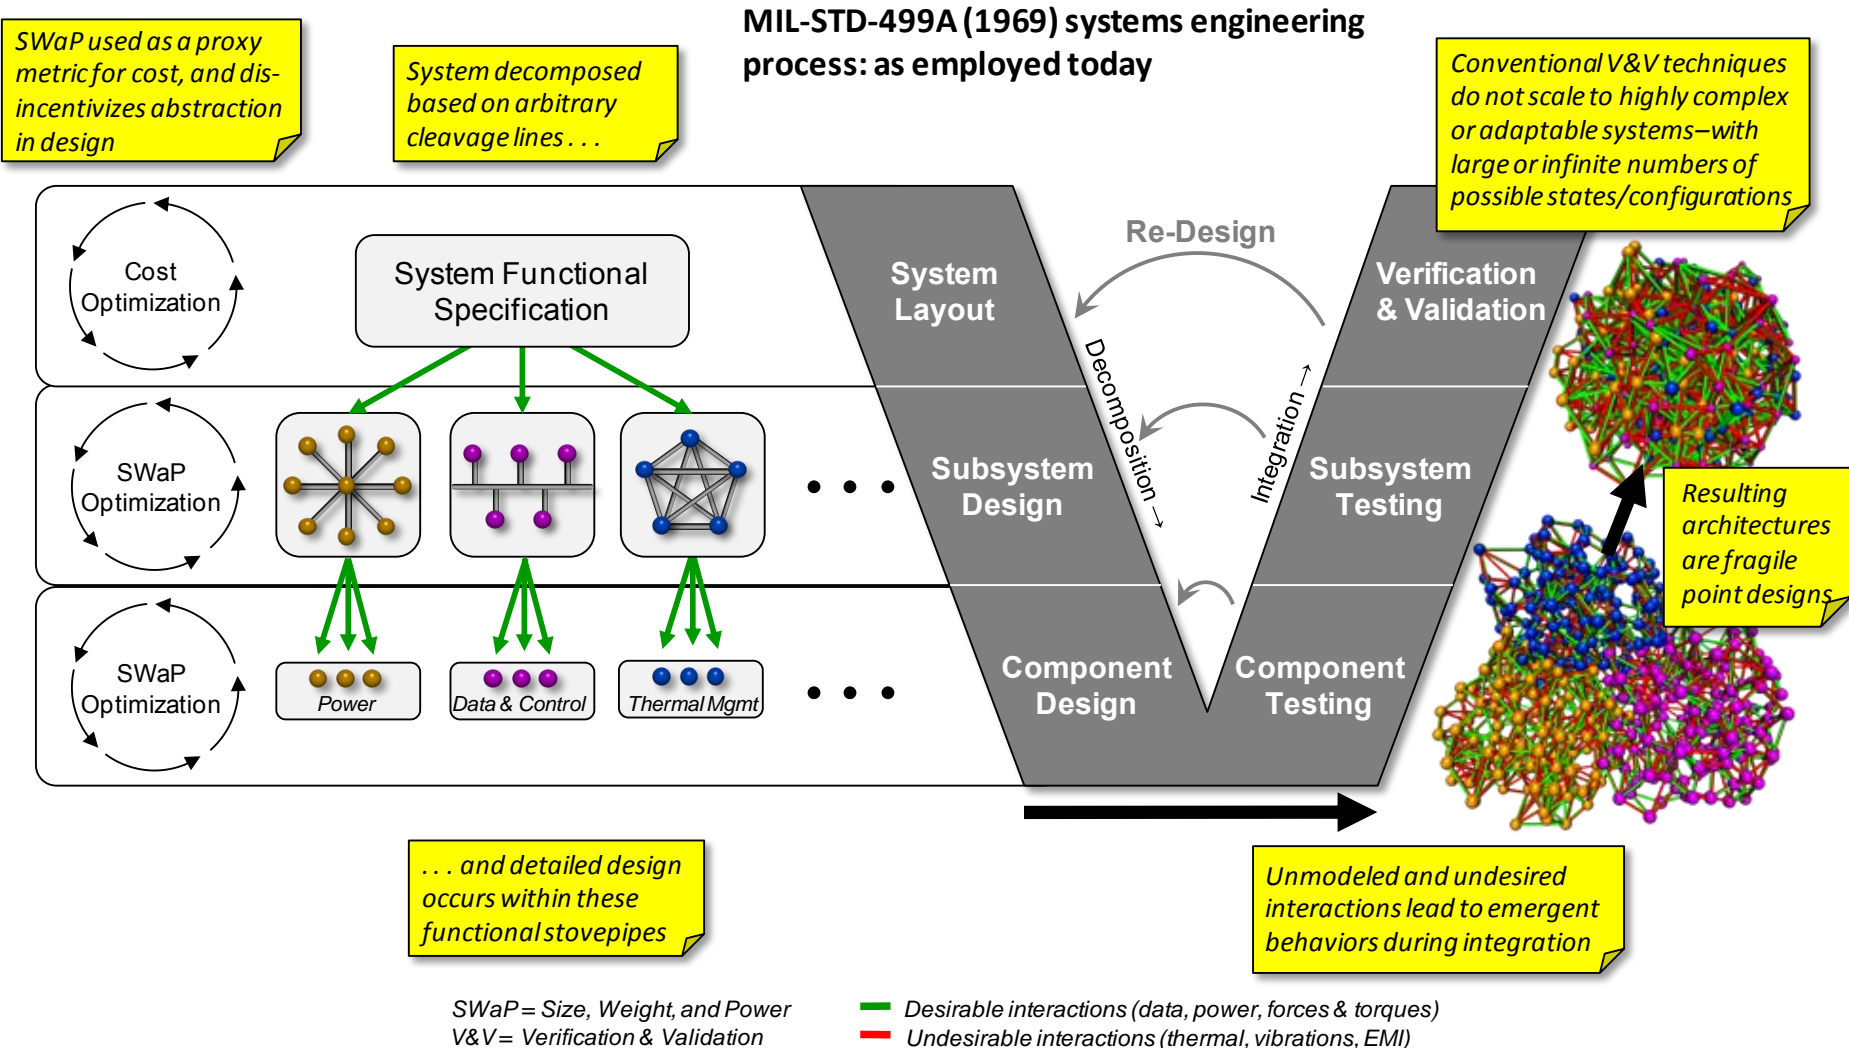 MIL-STD-499A (1969) systems engineering
process: as employed today
SWaP used as a proxy
metric for cost, and dis-
incentivizes abstraction
in design
System decomposed
based on arbitrary
cleavage lines . . .
Conventional V&V techniques
do not scale to highly complex
or adaptable systems–with
large or infinite numbers of
possible states/configurations
Cost
Optimization
System Functional
Specification
System
Layout
Re-Design
Verification
& Validation
Decomposition →
Integration →
SWaP
Optimization
Subsystem
Design
Subsystem
Testing
Resulting
architectures
are fragile
point designs
SWaP
Optimization
Power
Data & Control
Thermal Mgmt
Component
Design
Component
Testing
. . . and detailed design
occurs within these
functional stovepipes
Unmodeled and undesired
interactions lead to emergent
behaviors during integration
SWaP = Size, Weight, and Power
V&V = Verification & Validation
Desirable interactions (data, power, forces & torques)
Undesirable interactions (thermal, vibrations, EMI)